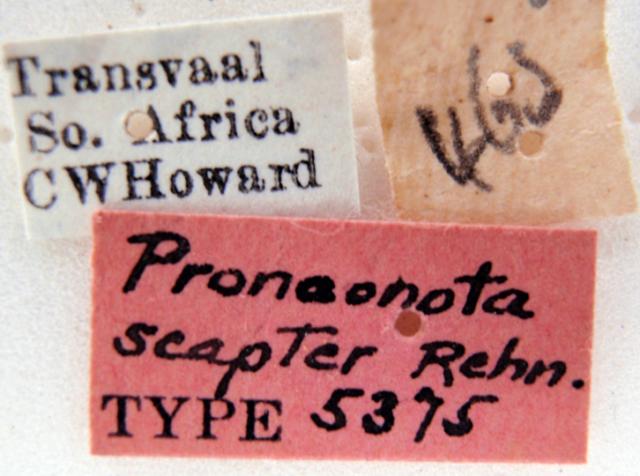 Transvaal
So. Africa
CWHoward
Pronaonota
scapter Rehn.
TYPE 5375